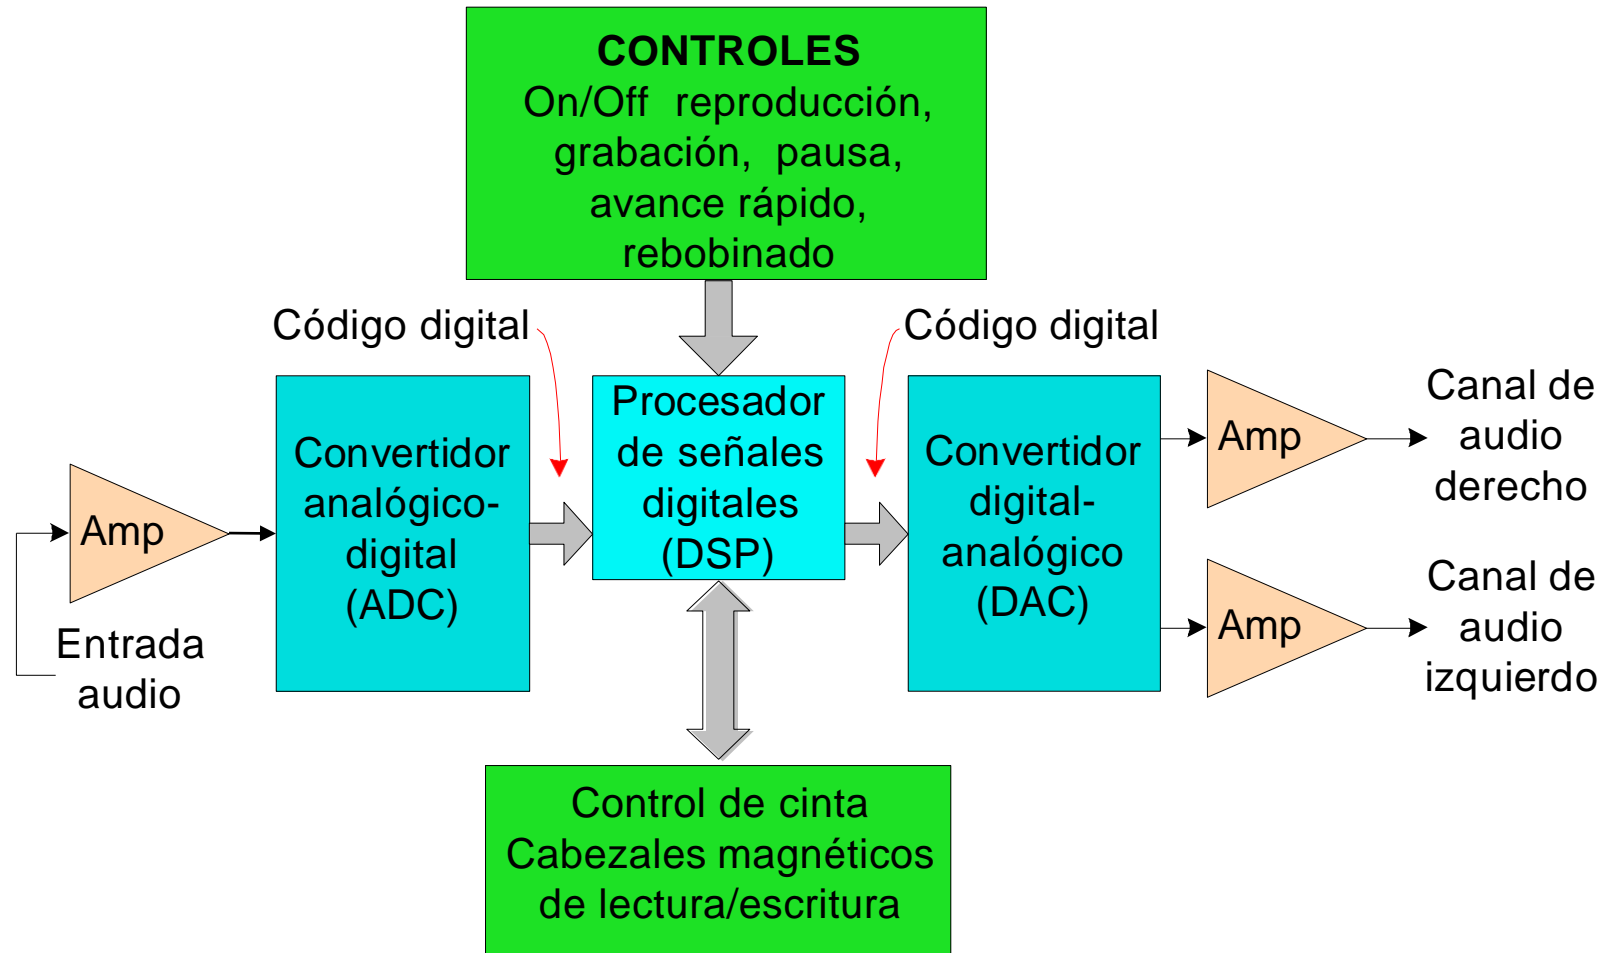 CONTROLES
On/Off reproducción,
grabación, pausa,
avance rápido,
rebobinado
Código digital
Código digital
Amp
Entrada
audio
Convertidor
analógico-
digital
(ADC)
Procesador
de señales
digitales
(DSP)
Convertidor
digital-
analógico
(DAC)
Amp
Canal de
audio
derecho
Amp
Canal de
audio
izquierdo
Control de cinta
Cabezales magnéticos
de lectura/escritura